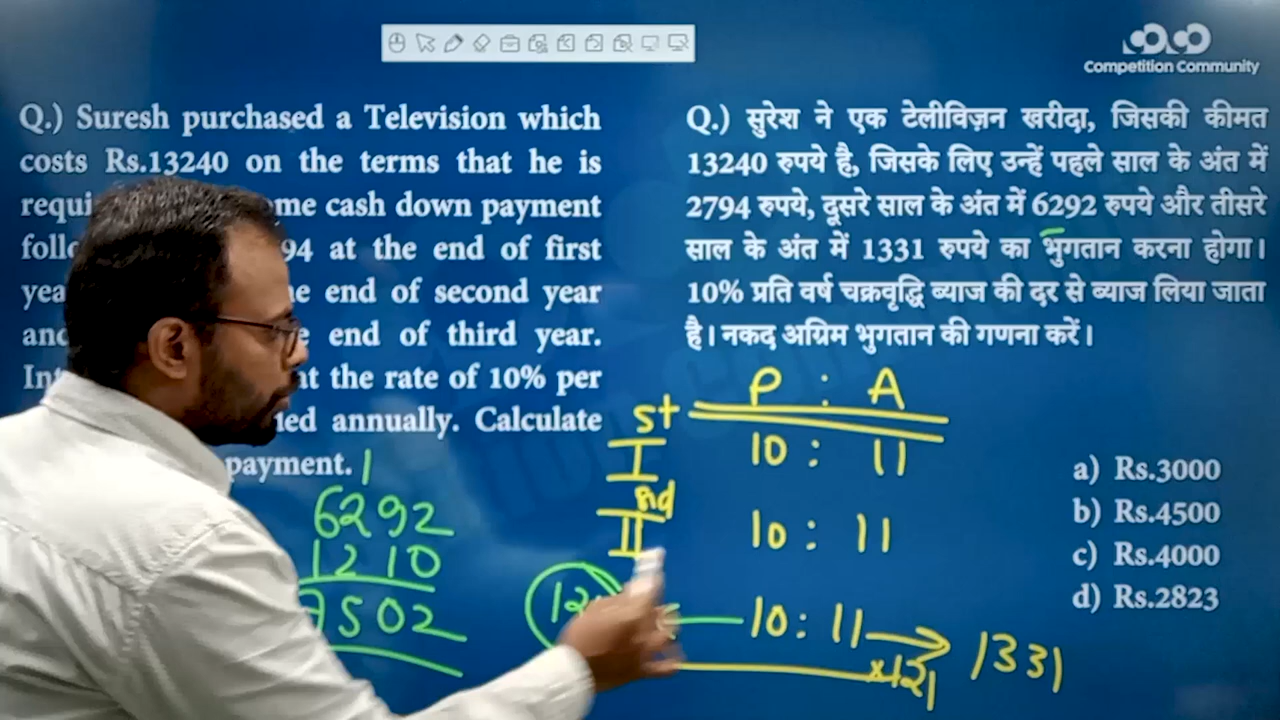 Competition Community
Q.) Suresh purchased a Television which
costs Rs.13240 on the terms that he is
cash down payment
94 at the end of first
end of second year
end of third year.
at the rate of 10% per
annually. Calculate
payment.
Q.) सुरेश ने एक टेलीविज़न खरीदा, जिसकी कीमत
13240 रुपये है, जिसके लिए उन्हें पहले साल के अंत में
2794 रुपये, दूसरे साल के अंत में 6292 रुपये और तीसरे
साल के अंत में 1331 रुपये का भुगतान करना होगा।
10% प्रति वर्ष चक्रवृद्धि ब्याज की दर से ब्याज लिया जाता
है। नकद अग्रिम भुगतान की गणना करें।
P : A
I st 10 : 11
II nd 10 : 11
10 : 11 → 1331
×121
1
6292
1210
7502
a) Rs.3000
b) Rs.4500
c) Rs.4000
d) Rs.2823